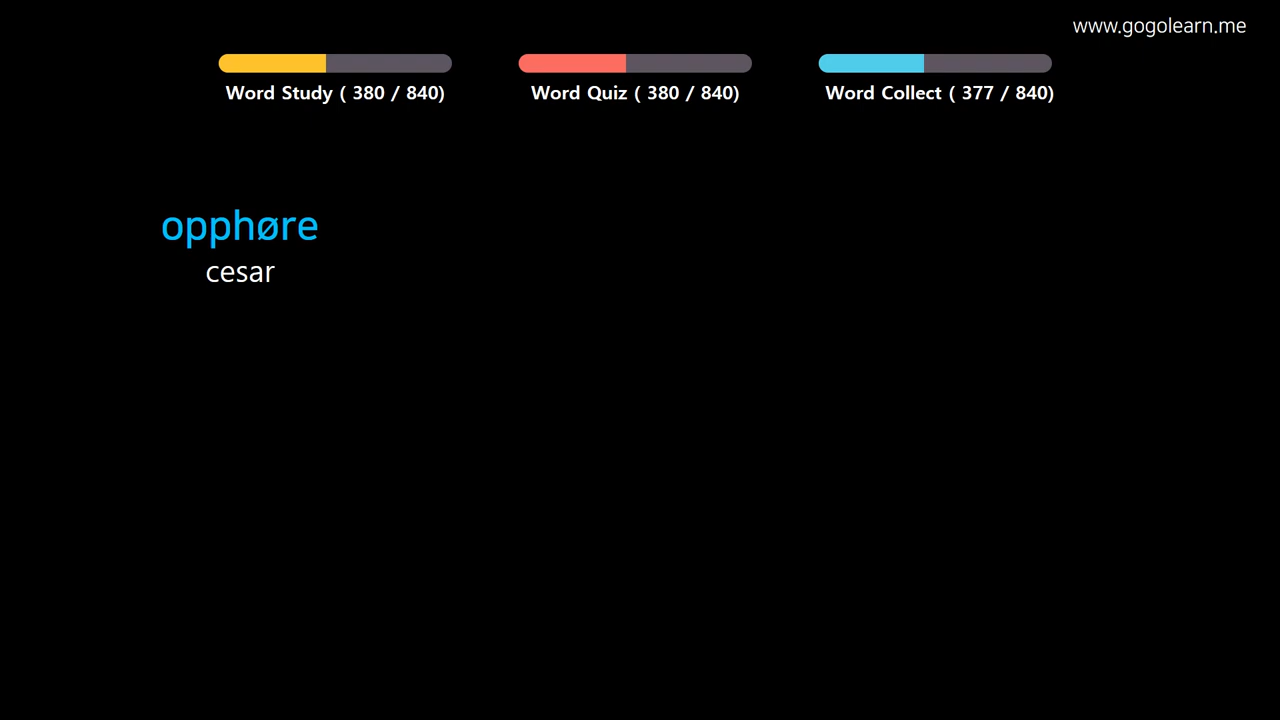 www.gogolearn.me
Word Study ( 380 / 840)
Word Quiz ( 380 / 840)
Word Collect ( 377 / 840)
opphøre
cesar